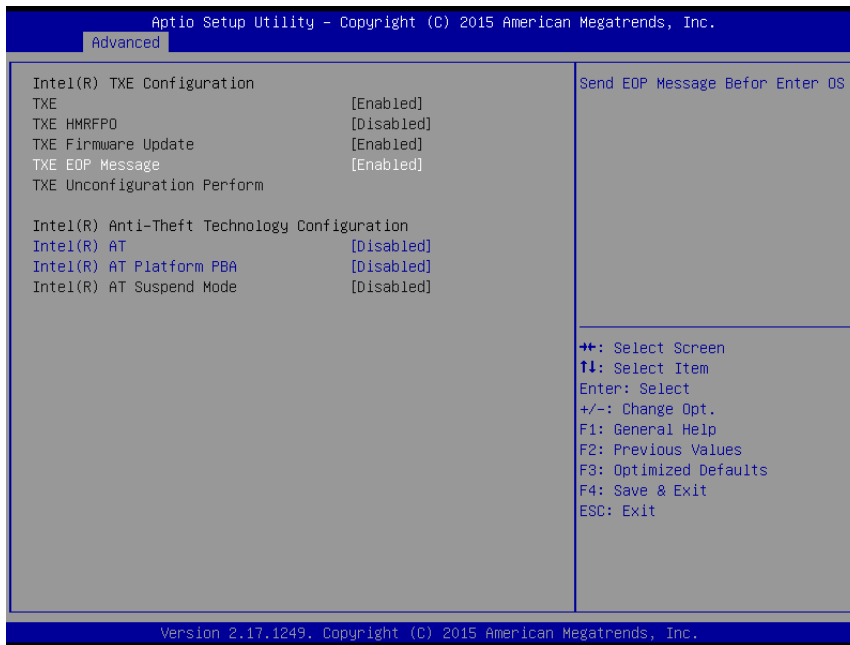 Aptio Setup Utility – Copyright (C) 2015 American Megatrends, Inc.
Advanced
Intel(R) TXE Configuration
TXE [Enabled]
TXE HMRFPO [Disabled]
TXE Firmware Update [Enabled]
TXE EOP Message [Enabled]
TXE Unconfiguration Perform
Intel(R) Anti-Theft Technology Configuration
Intel(R) AT [Disabled]
Intel(R) AT Platform PBA [Disabled]
Intel(R) AT Suspend Mode [Disabled]
Send EOP Message Befor Enter OS
→←: Select Screen
↑↓: Select Item
Enter: Select
+/-: Change Opt.
F1: General Help
F2: Previous Values
F3: Optimized Defaults
F4: Save & Exit
ESC: Exit
Version 2.17.1249. Copyright (C) 2015 American Megatrends, Inc.